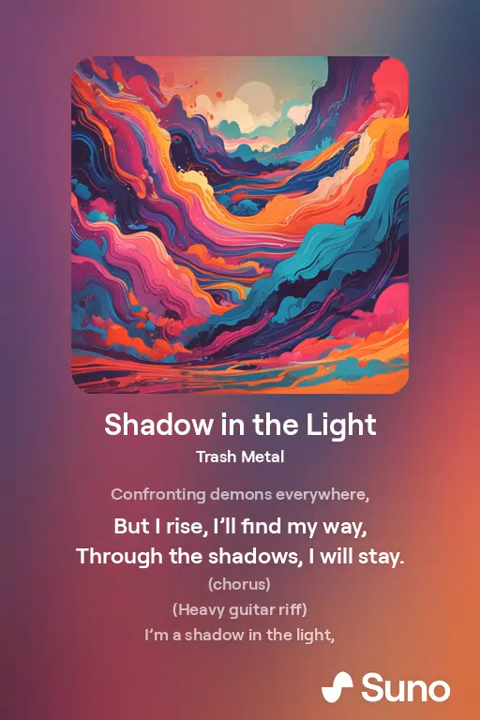 Shadow in the Light
Trash Metal
Confronting demons everywhere,
But I rise, I’ll find my way,
Through the shadows, I will stay.
(chorus)
(Heavy guitar riff)
I’m a shadow in the light,
Suno